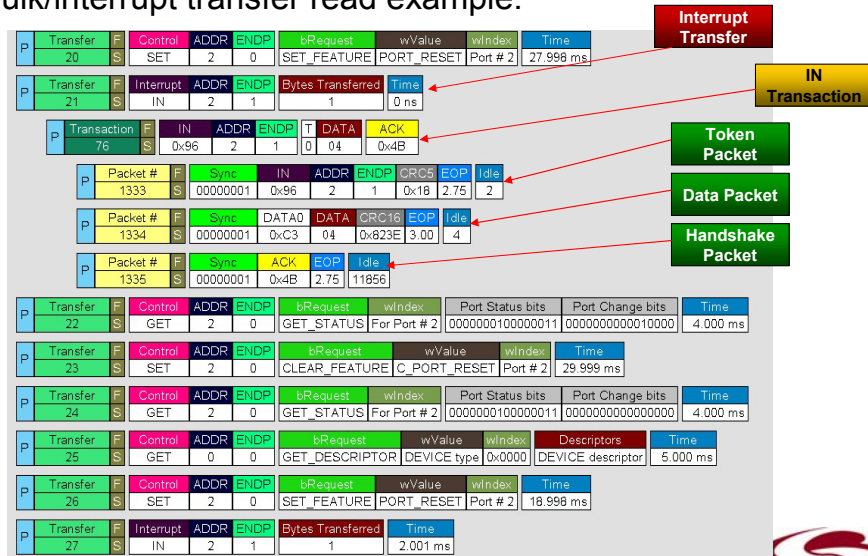 ulk/interrupt transfer read example:
Interrupt
Transfer
Transfer F Control ADDR ENDP bRequest wValue wIndex Time
P 20 S SET 2 0 SET_FEATURE PORT_RESET Port # 2 27.998 ms
Transfer F Interrupt ADDR ENDP Bytes Transferred Time
P 21 S IN 2 1 1 0 ns
IN
Transaction
Transaction F IN ADDR ENDP T DATA ACK
P 76 S 0x96 2 1 0 04 0x4B
Token
Packet
Packet # F Sync IN ADDR ENDP CRC5 EOP Idle
P 1333 S 00000001 0x96 2 1 0x18 2.75 2
Data Packet
Packet # F Sync DATA0 DATA CRC16 EOP Idle
P 1334 S 00000001 0xC3 04 0x823E 3.00 4
Handshake
Packet
Packet # F Sync ACK EOP Idle
P 1335 S 00000001 0x4B 2.75 11856
Transfer F Control ADDR ENDP bRequest wIndex Port Status bits Port Change bits Time
P 22 S GET 2 0 GET_STATUS For Port # 2 0000000100000011 0000000000010000 4.000 ms
Transfer F Control ADDR ENDP bRequest wValue wIndex Time
P 23 S SET 2 0 CLEAR_FEATURE C_PORT_RESET Port # 2 29.999 ms
Transfer F Control ADDR ENDP bRequest wIndex Port Status bits Port Change bits Time
P 24 S GET 2 0 GET_STATUS For Port # 2 0000000100000011 0000000000000000 4.000 ms
Transfer F Control ADDR ENDP bRequest wValue wIndex Descriptors Time
P 25 S GET 0 0 GET_DESCRIPTOR DEVICE type 0x0000 DEVICE descriptor 5.000 ms
Transfer F Control ADDR ENDP bRequest wValue wIndex Time
P 26 S SET 2 0 SET_FEATURE PORT_RESET Port # 2 18.998 ms
Transfer F Interrupt ADDR ENDP Bytes Transferred Time
P 27 S IN 2 1 1 2.001 ms